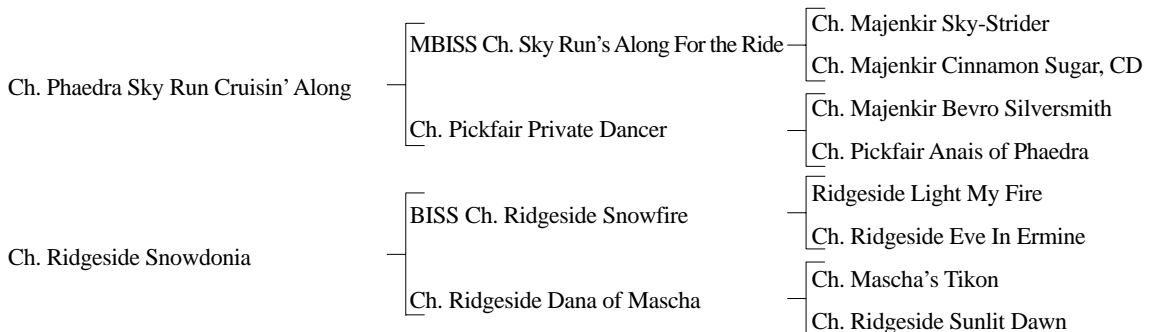 Ch. Phaedra Sky Run Cruisin' Along
MBISS Ch. Sky Run's Along For the Ride
Ch. Majenkir Sky-Strider
Ch. Majenkir Cinnamon Sugar, CD
Ch. Pickfair Private Dancer
Ch. Majenkir Bevro Silversmith
Ch. Pickfair Anais of Phaedra
Ch. Ridgeside Snowdonia
BISS Ch. Ridgeside Snowfire
Ridgeside Light My Fire
Ch. Ridgeside Eve In Ermine
Ch. Ridgeside Dana of Mascha
Ch. Mascha's Tikon
Ch. Ridgeside Sunlit Dawn